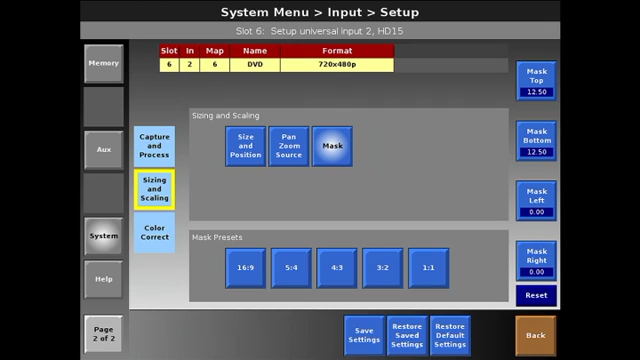 System Menu > Input > Setup
Slot 6: Setup universal input 2, HD15
Slot In Map Name Format
6 2 6 DVD 720x480p
Memory
Aux
System
Help
Page
2 of 2
Capture
and
Process
Sizing
and
Scaling
Color
Correct
Sizing and Scaling
Size
and
Position
Pan
Zoom
Source
Mask
Mask Presets
16:9
5:4
4:3
3:2
1:1
Mask
Top
12.50
Mask
Bottom
12.50
Mask
Left
0.00
Mask
Right
0.00
Reset
Save
Settings
Restore
Saved
Settings
Restore
Default
Settings
Back